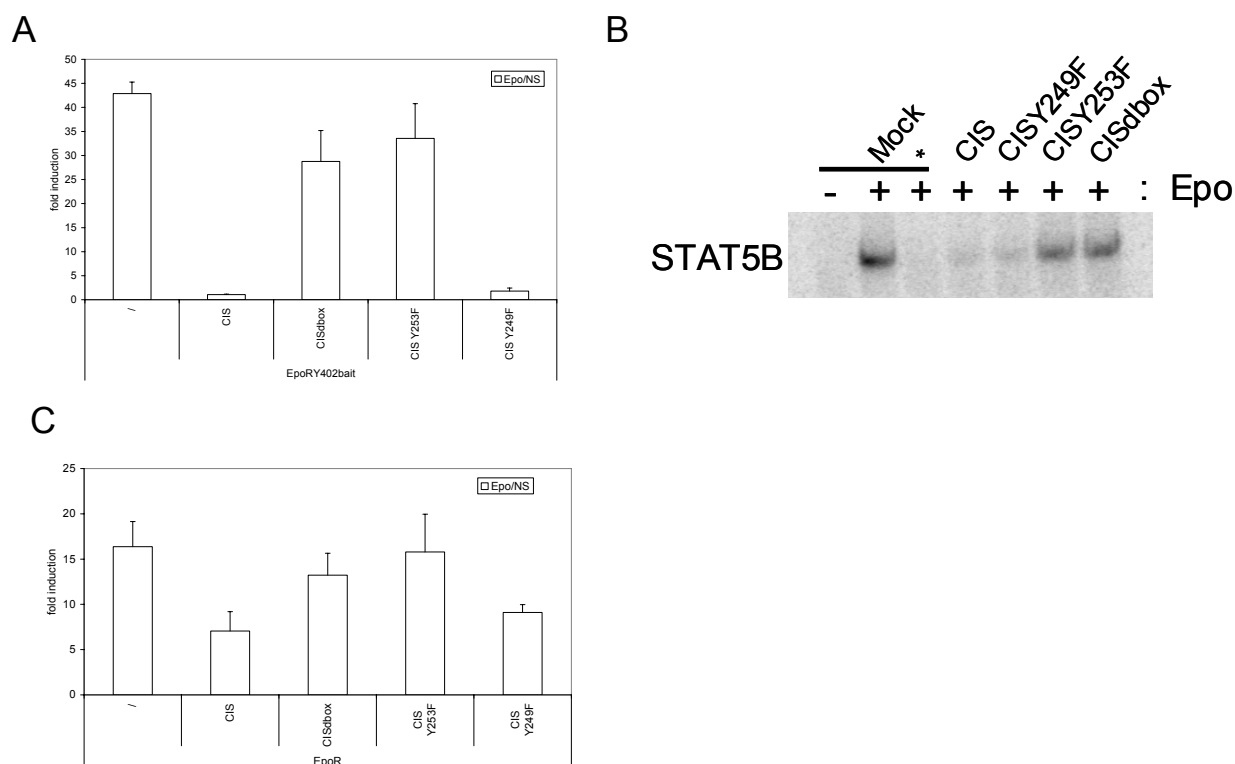 A
50
45
40
35
30
25
20
15
10
5
0
fold induction
Epo/NS
/
CIS
CISdbox
CIS Y253F
CIS Y249F
EpoRY402bait
B
Mock
*
CIS
CISY249F
CISY253F
CISdbox
- + + + + + + : Epo
STAT5B
C
25
20
15
10
5
0
fold induction
Epo/NS
/
CIS
CISdbox
CIS
Y253F
CIS
Y249F
EpoR